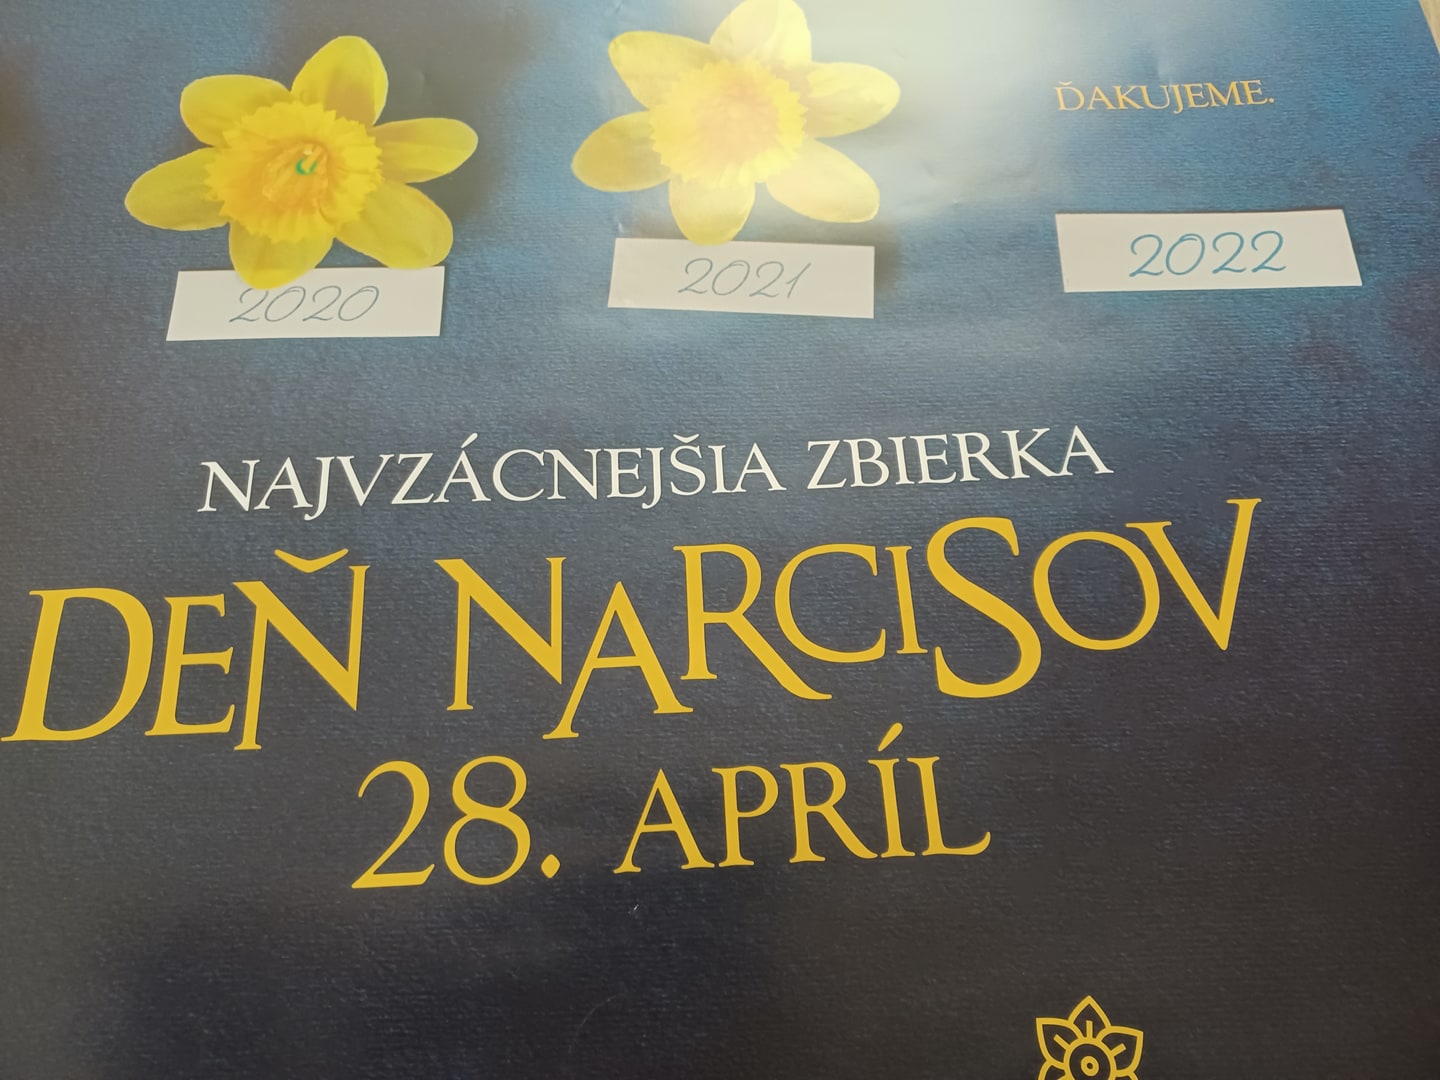 ĎAKUJEME.
2020
2021
2022
NAJVZÁCNEJŠIA ZBIERKA
DEŇ NARCISOV
28. APRÍL